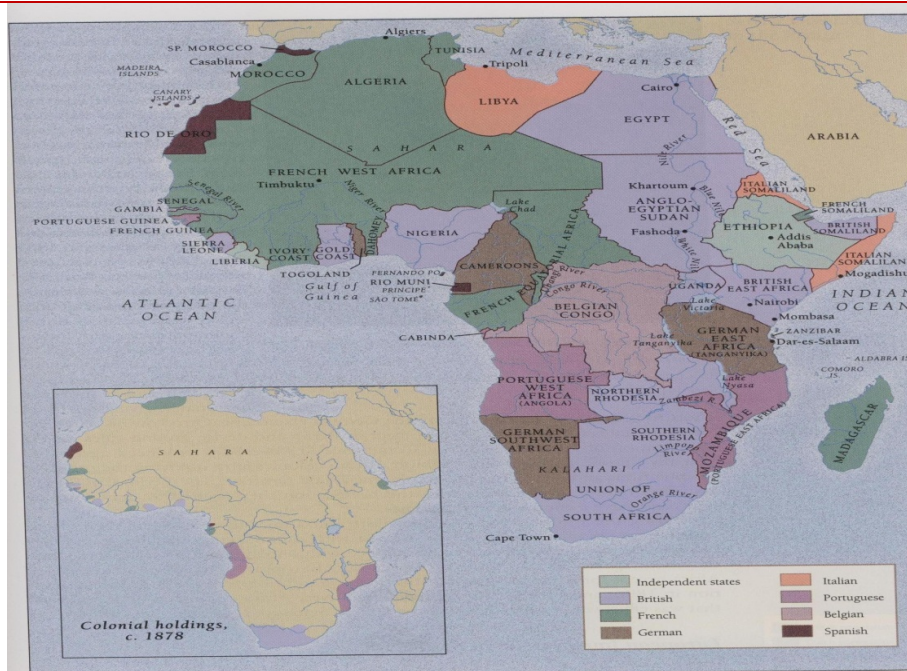 Algiers
SP. MOROCCO
TUNISIA
Mediterranean Sea
Casablanca
Tripoli
MADEIRA
ISLANDS
MOROCCO
ALGERIA
Cairo
CANARY
ISLANDS
LIBYA
EGYPT
RIO DE ORO
ARABIA
SAHARA
Nile River
Red Sea
FRENCH WEST AFRICA
Timbuktu
Niger River
Senegal River
Khartoum
Blue Nile
ITALIAN
SOMALILAND
SENEGAL
Lake
Chad
ANGLO-
EGYPTIAN
SUDAN
GAMBIA
FRENCH
SOMALILAND
PORTUGUESE GUINEA
FRENCH GUINEA
DAHOMEY
NIGERIA
Fashoda
ETHIOPIA
BRITISH
SOMALILAND
SIERRA
LEONE
IVORY
COAST
GOLD
COAST
Addis
Ababa
White Nile
LIBERIA
TOGOLAND
CAMEROONS
ITALIAN
SOMALILAND
Gulf of
Guinea
FERNANDO PO
RIO MUNI
PRINCIPE
SAO TOME
FRENCH EQUATORIAL AFRICA
Ubangi River
Congo River
UGANDA
BRITISH
EAST AFRICA
Mogadishu
ATLANTIC
OCEAN
BELGIAN
CONGO
Lake
Victoria
Nairobi
INDIAN
OCEAN
Mombasa
CABINDA
Lake
Tanganyika
GERMAN
EAST AFRICA
(TANGANYIKA)
ZANZIBAR
Dar-es-Salaam
ALDABRA IS.
COMORO
IS.
PORTUGUESE
WEST AFRICA
(ANGOLA)
NORTHERN
RHODESIA
Lake
Nyasa
Zambezi R.
GERMAN
SOUTHWEST
AFRICA
SOUTHERN
RHODESIA
Limpopo
River
MOZAMBIQUE
(PORTUGUESE EAST AFRICA)
MADAGASCAR
KALAHARI
UNION OF
SOUTH AFRICA
Orange River
Cape Town
SAHARA
Colonial holdings,
c. 1878
Independent states
British
French
German
Italian
Portuguese
Belgian
Spanish